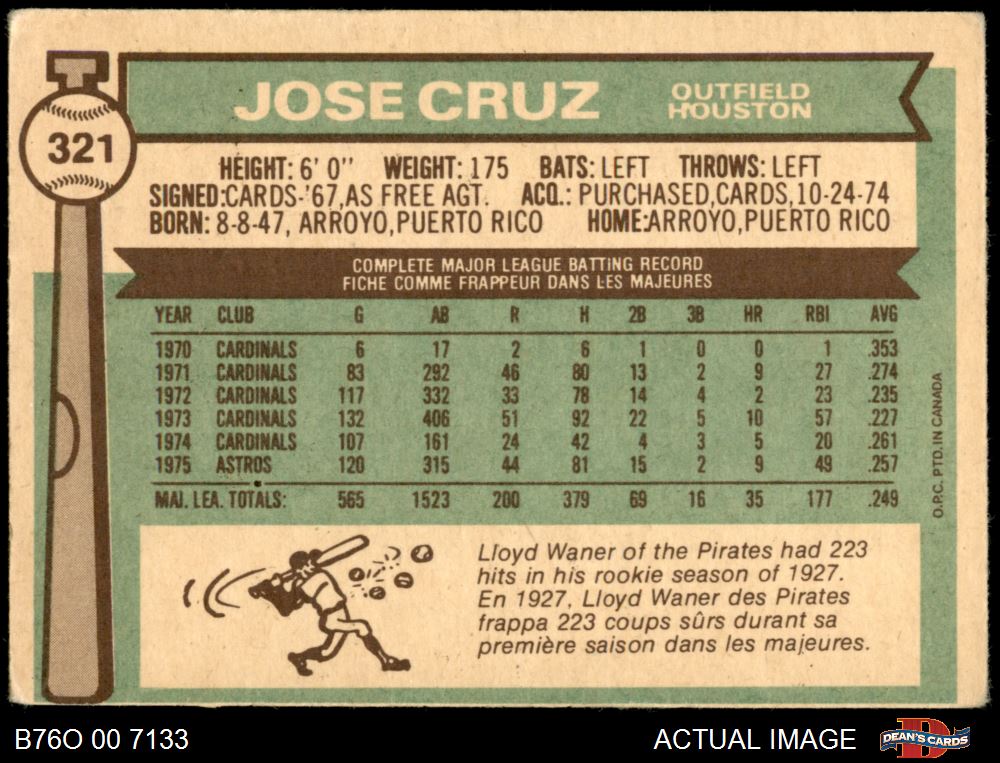 JOSE CRUZ
OUTFIELD
HOUSTON
321
HEIGHT: 6' 0" WEIGHT: 175 BATS: LEFT THROWS: LEFT
SIGNED:CARDS-'67,AS FREE AGT. ACQ.: PURCHASED,CARDS,10-24-74
BORN: 8-8-47, ARROYO,PUERTO RICO HOME:ARROYO,PUERTO RICO
COMPLETE MAJOR LEAGUE BATTING RECORD
FICHE COMME FRAPPEUR DANS LES MAJEURES
YEAR CLUB G AB R H 2B 3B HR RBI AVG
1970 CARDINALS 6 17 2 6 1 0 0 1 .353
1971 CARDINALS 83 292 46 80 13 2 9 27 .274
1972 CARDINALS 117 332 33 78 14 4 2 23 .235
1973 CARDINALS 132 406 51 92 22 5 10 57 .227
1974 CARDINALS 107 161 24 42 4 3 5 20 .261
1975 ASTROS 120 315 44 81 15 2 9 49 .257
MAJ. LEA. TOTALS: 565 1523 200 379 69 16 35 177 .249
O.P.C. PTD. IN CANADA
Lloyd Waner of the Pirates had 223
hits in his rookie season of 1927.
En 1927, Lloyd Waner des Pirates
frappa 223 coups sûrs durant sa
première saison dans les majeures.
B76O 00 7133
ACTUAL IMAGE
DEAN'S CARDS